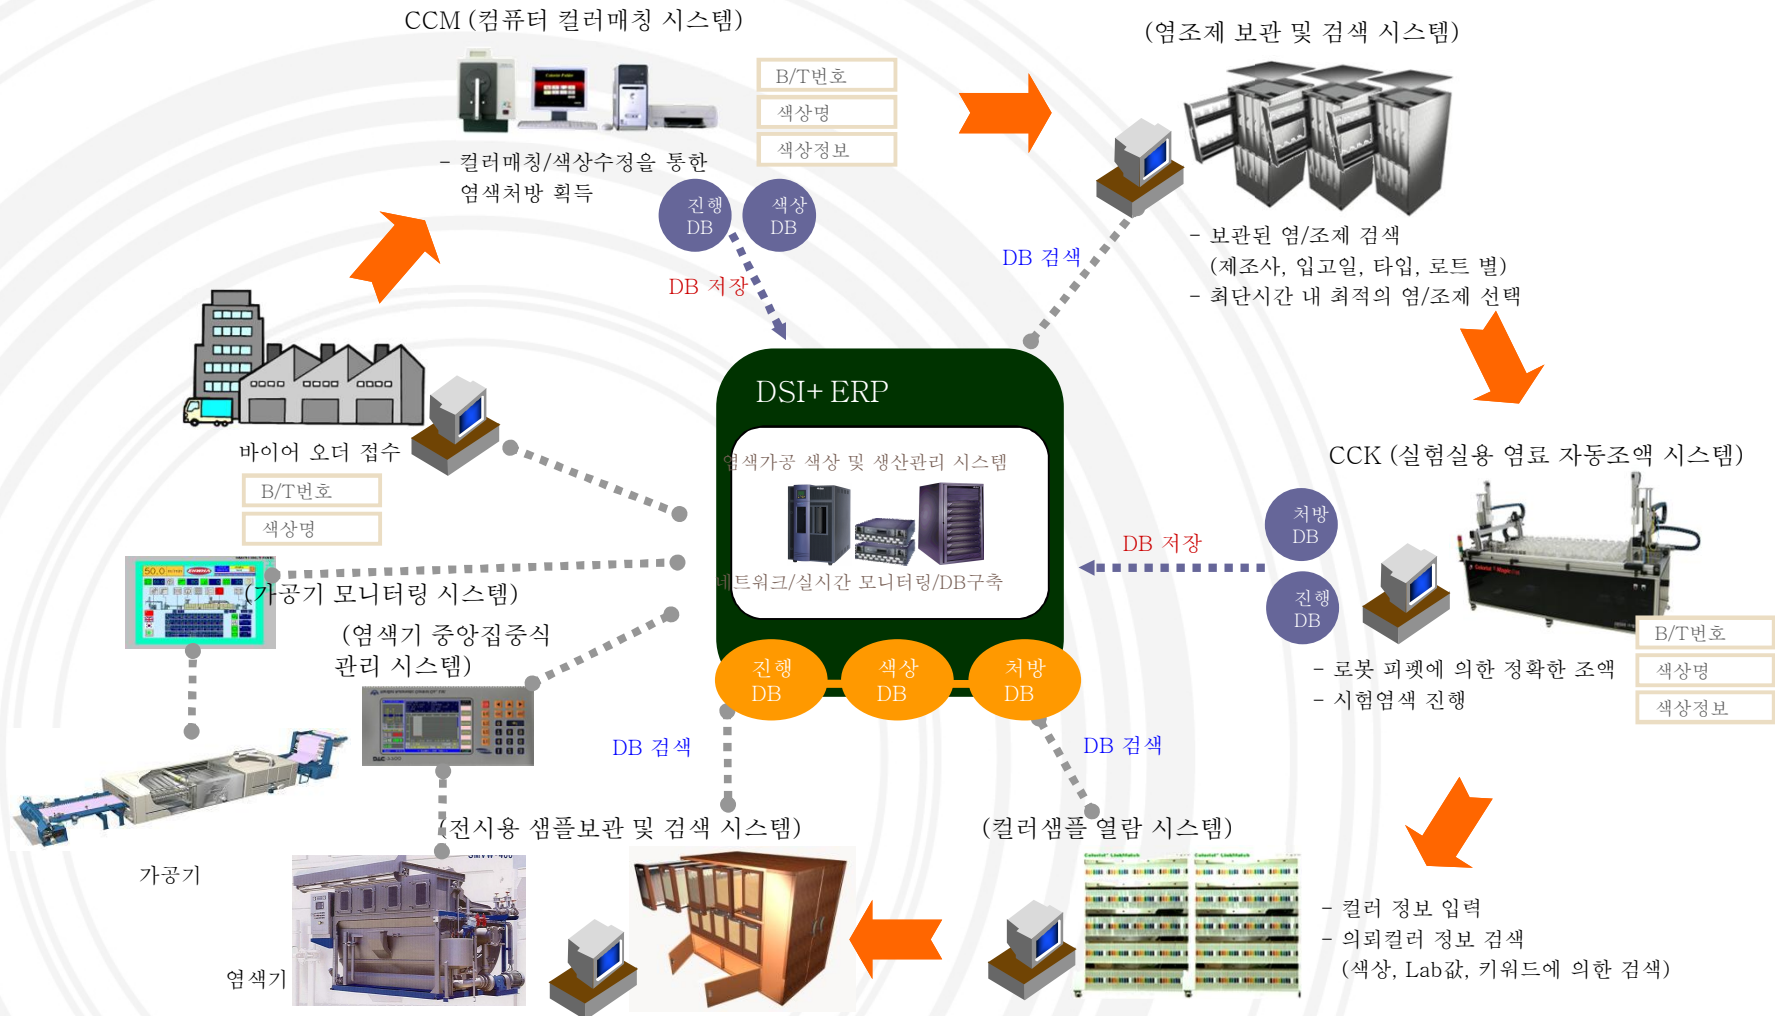 CCM (컴퓨터 컬러매칭 시스템)
B/T번호
색상명
색상정보
- 컬러매칭/색상수정을 통한
염색처방 획득
진행
DB
색상
DB
DB 저장
(염조제 보관 및 검색 시스템)
DB 검색
- 보관된 염/조제 검색
(제조사, 입고일, 타입, 로트 별)
- 최단시간 내 최적의 염/조제 선택
바이어 오더 접수
B/T번호
색상명
DSI+ ERP
염색가공 색상 및 생산관리 시스템
네트워크/실시간 모니터링/DB구축
진행
DB
색상
DB
처방
DB
CCK (실험실용 염료 자동조액 시스템)
처방
DB
진행
DB
DB 저장
B/T번호
색상명
색상정보
- 로봇 피펫에 의한 정확한 조액
- 시험염색 진행
50.0
(가공기 모니터링 시스템)
(염색기 중앙집중식
관리 시스템)
가공기
염색기
DB 검색
(전시용 샘플보관 및 검색 시스템)
DB 검색
(컬러샘플 열람 시스템)
- 컬러 정보 입력
- 의뢰컬러 정보 검색
(색상, Lab값, 키워드에 의한 검색)